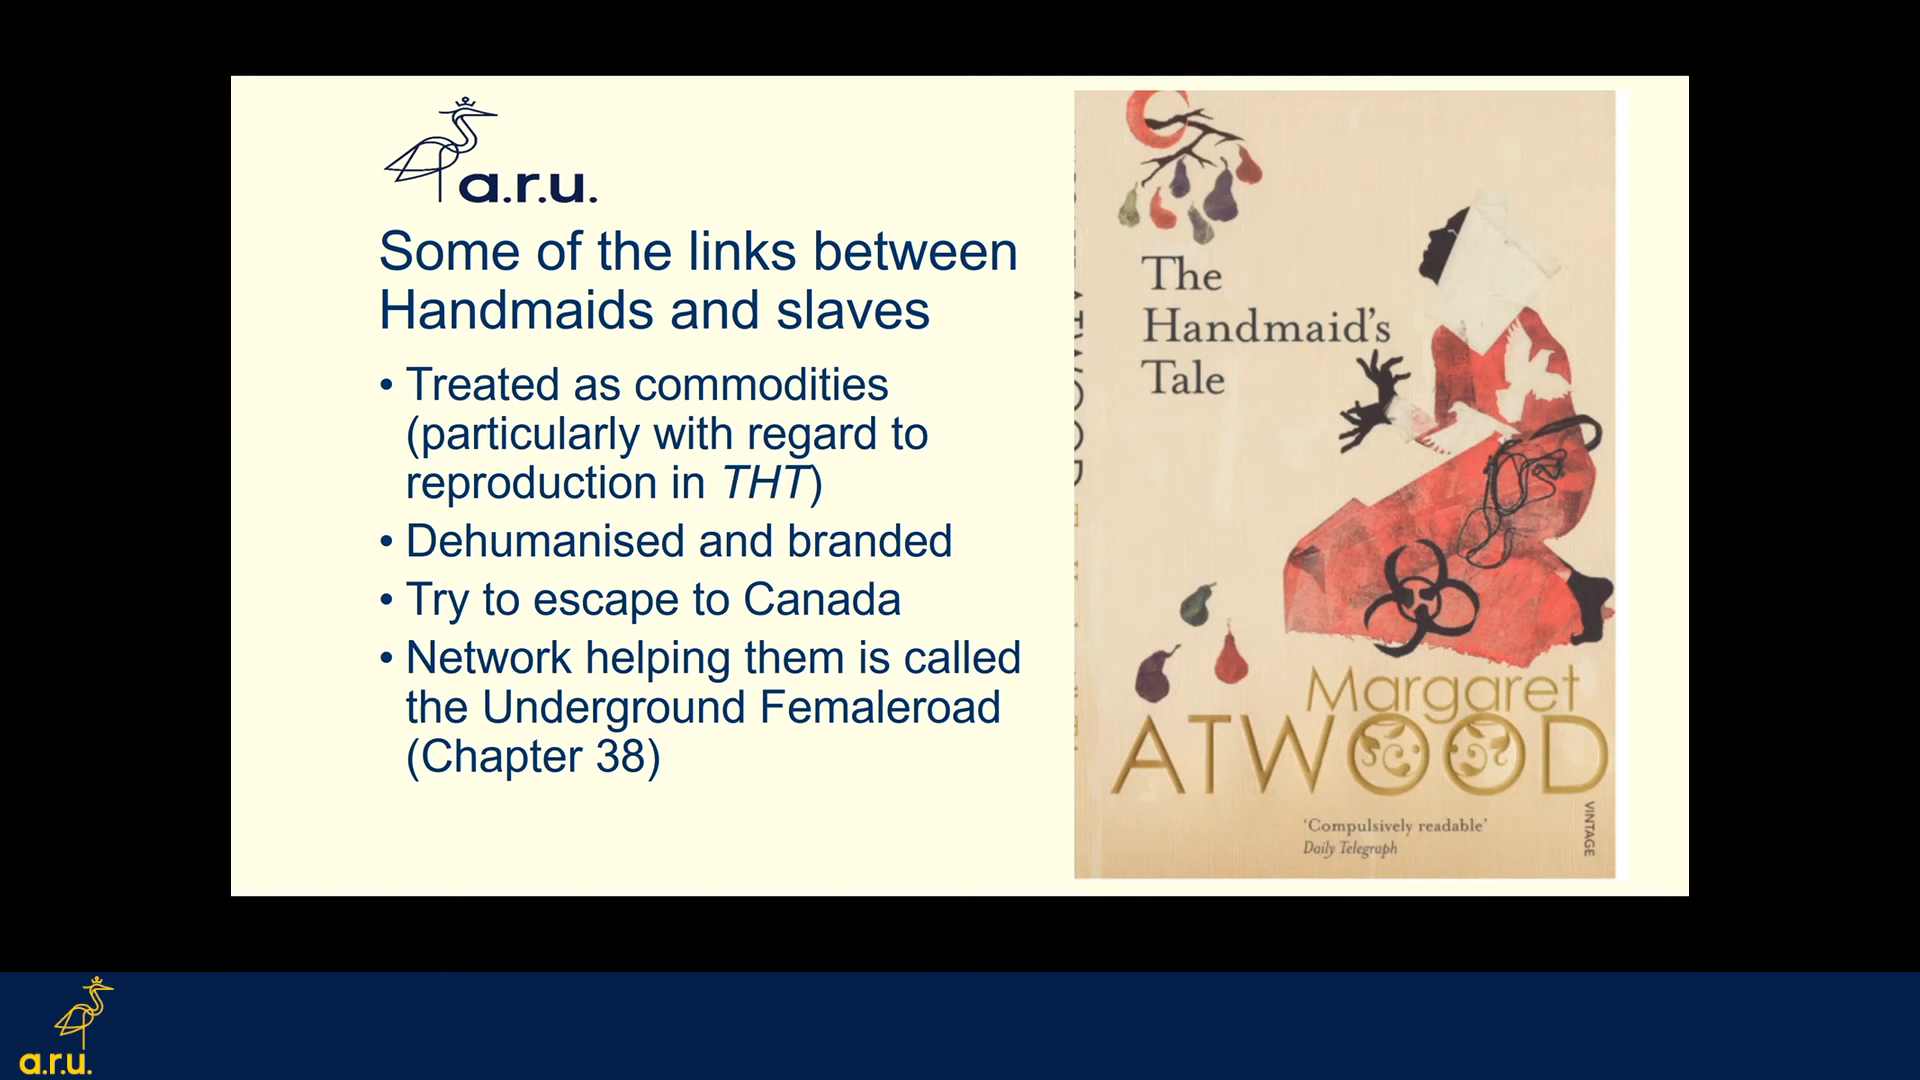 a.r.u.
Some of the links between
Handmaids and slaves
• Treated as commodities
(particularly with regard to
reproduction in THT)
• Dehumanised and branded
• Try to escape to Canada
• Network helping them is called
the Underground Femaleroad
(Chapter 38)
The
Handmaid's
Tale
Margaret
ATWOOD
'Compulsively readable'
Daily Telegraph
VINTAGE
a.r.u.